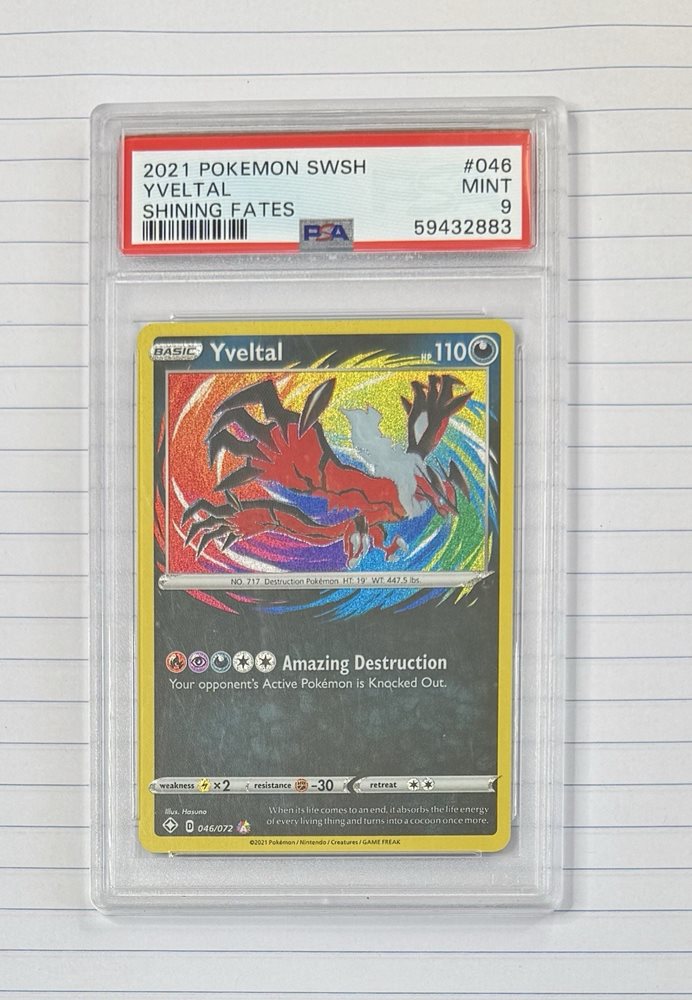 2021 POKEMON SWSH #046
YVELTAL MINT
SHINING FATES 9
PSA 59432883
BASIC Yveltal HP 110
NO. 717 Destruction Pokémon HT: 19' WT: 447.5 lbs.
Amazing Destruction
Your opponent's Active Pokémon is Knocked Out.
weakness ×2 resistance -30 retreat
Illus. Hasuno
When its life comes to an end, it absorbs the life energy
of every living thing and turns into a cocoon once more.
D 046/072
©2021 Pokémon / Nintendo / Creatures / GAME FREAK